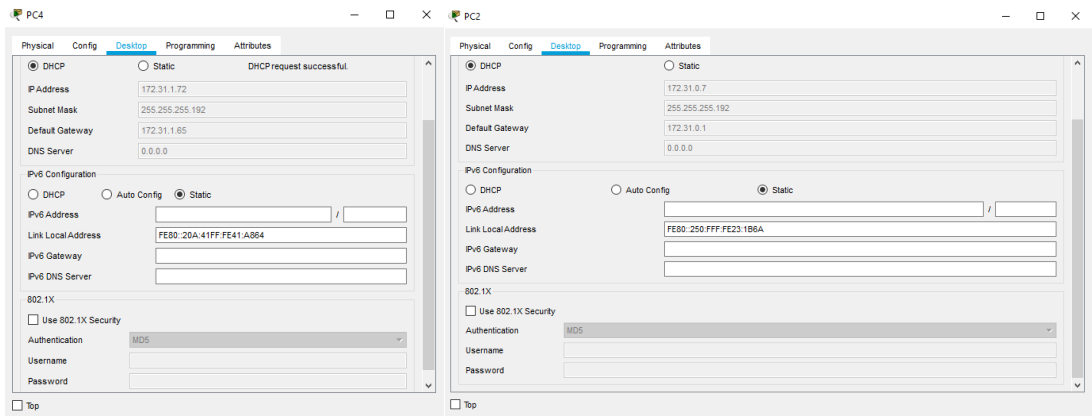 PC4
Physical Config Desktop Programming Attributes
DHCP Static DHCP request successful.
IP Address 172.31.1.72
Subnet Mask 255.255.255.192
Default Gateway 172.31.1.65
DNS Server 0.0.0.0
IPv6 Configuration
DHCP Auto Config Static
IPv6 Address /
Link Local Address FE80::20A:41FF:FE41:A864
IPv6 Gateway
IPv6 DNS Server
802.1X
Use 802.1X Security
Authentication MD5
Username
Password
Top
PC2
Physical Config Desktop Programming Attributes
DHCP Static
IP Address 172.31.0.7
Subnet Mask 255.255.255.192
Default Gateway 172.31.0.1
DNS Server 0.0.0.0
IPv6 Configuration
DHCP Auto Config Static
IPv6 Address /
Link Local Address FE80::250:FFF:FE23:1B6A
IPv6 Gateway
IPv6 DNS Server
802.1X
Use 802.1X Security
Authentication MD5
Username
Password
Top